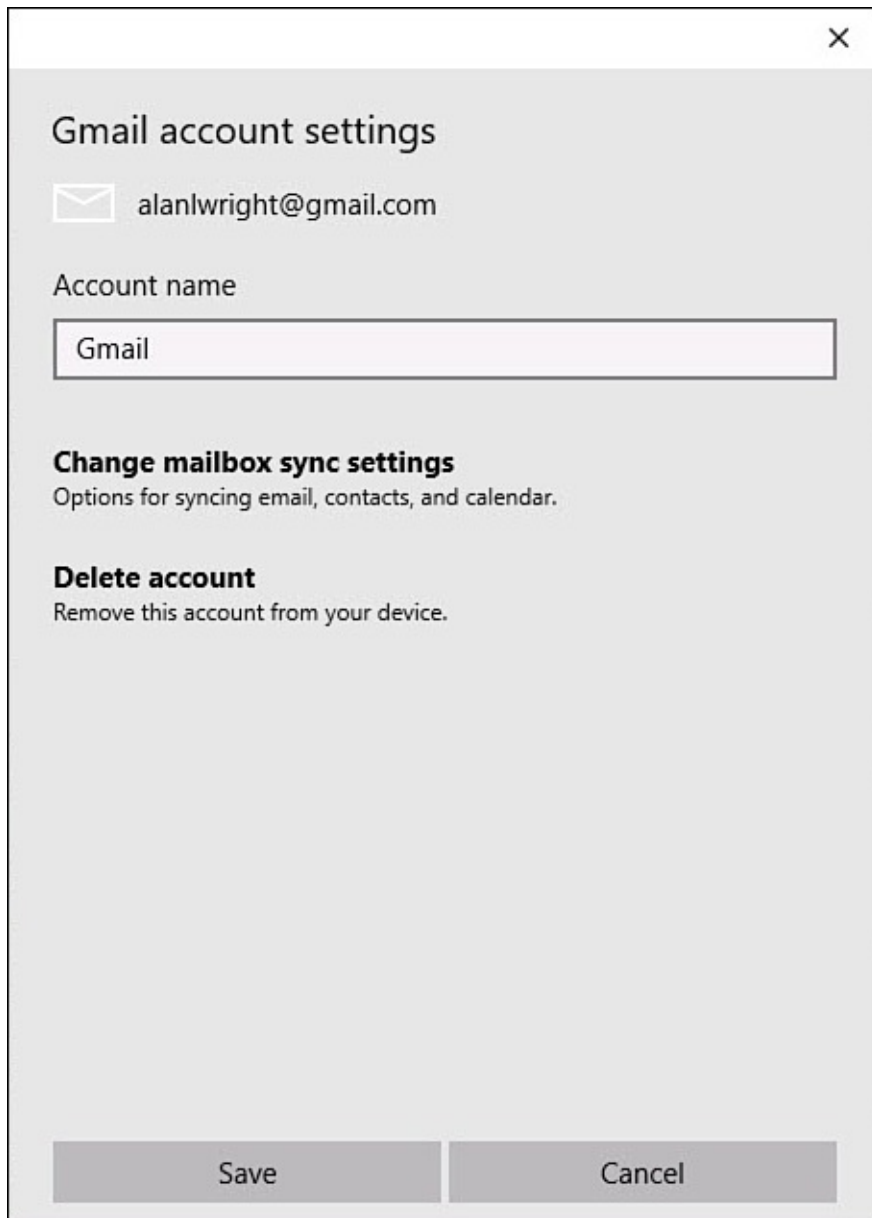 Gmail account settings
alanlwright@gmail.com
Account name
Gmail
Change mailbox sync settings
Options for syncing email, contacts, and calendar.
Delete account
Remove this account from your device.
Save Cancel